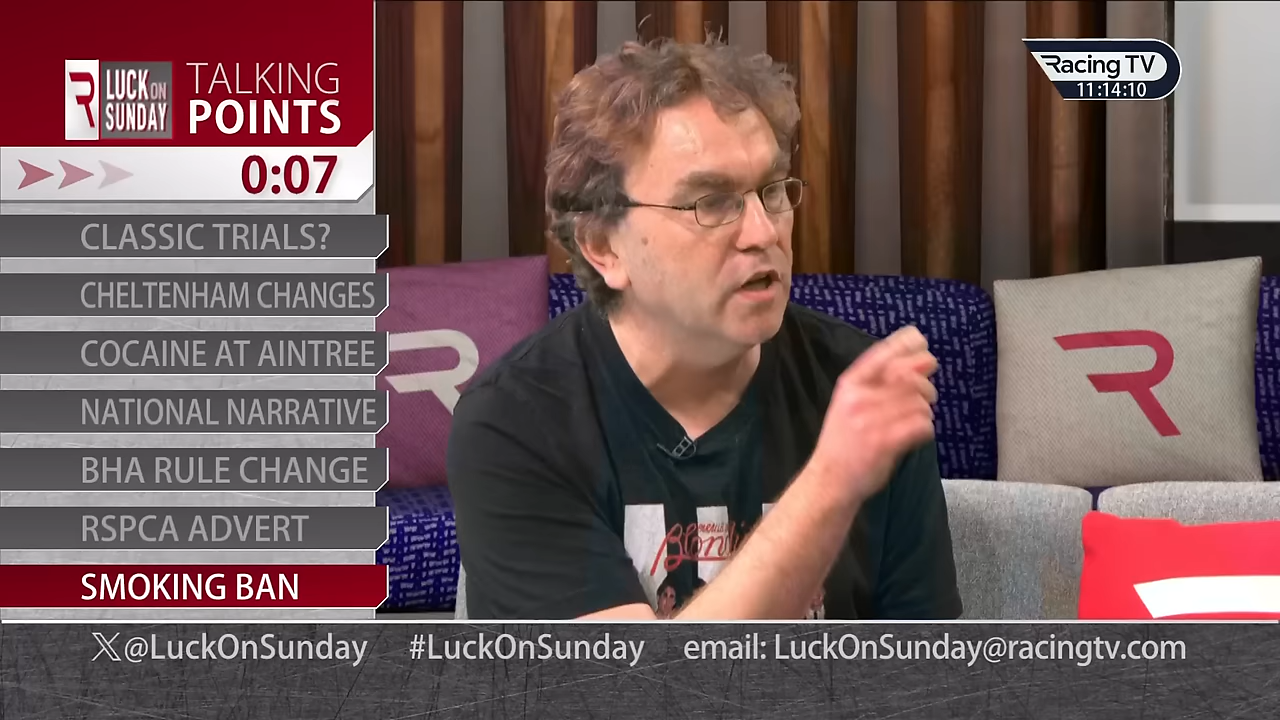 R LUCK ON
SUNDAY
TALKING
POINTS
0:07
CLASSIC TRIALS?
CHELTENHAM CHANGES
COCAINE AT AINTREE
NATIONAL NARRATIVE
BHA RULE CHANGE
RSPCA ADVERT
SMOKING BAN
Racing TV
11:14:10
R
R
Blondie
X@LuckOnSunday #LuckOnSunday email: LuckOnSunday@racingtv.com